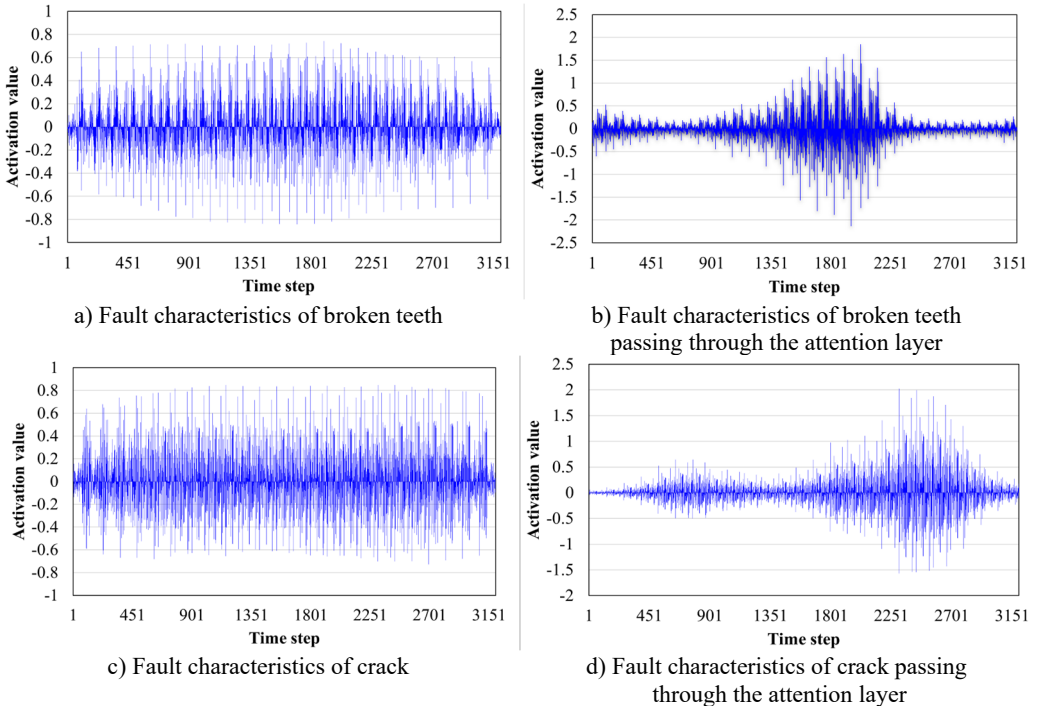 1
0.8
0.6
0.4
0.2
0
-0.2
-0.4
-0.6
-0.8
-1
Activation value
1 451 901 1351 1801 2251 2701 3151
Time step
a) Fault characteristics of broken teeth
2.5
2
1.5
1
0.5
0
-0.5
-1
-1.5
-2
-2.5
Activation value
1 451 901 1351 1801 2251 2701 3151
Time step
b) Fault characteristics of broken teeth
passing through the attention layer
1
0.8
0.6
0.4
0.2
0
-0.2
-0.4
-0.6
-0.8
-1
Activation value
1 451 901 1351 1801 2251 2701 3151
Time step
c) Fault characteristics of crack
2.5
2
1.5
1
0.5
0
-0.5
-1
-1.5
-2
Activation value
1 451 901 1351 1801 2251 2701 3151
Time step
d) Fault characteristics of crack passing
through the attention layer